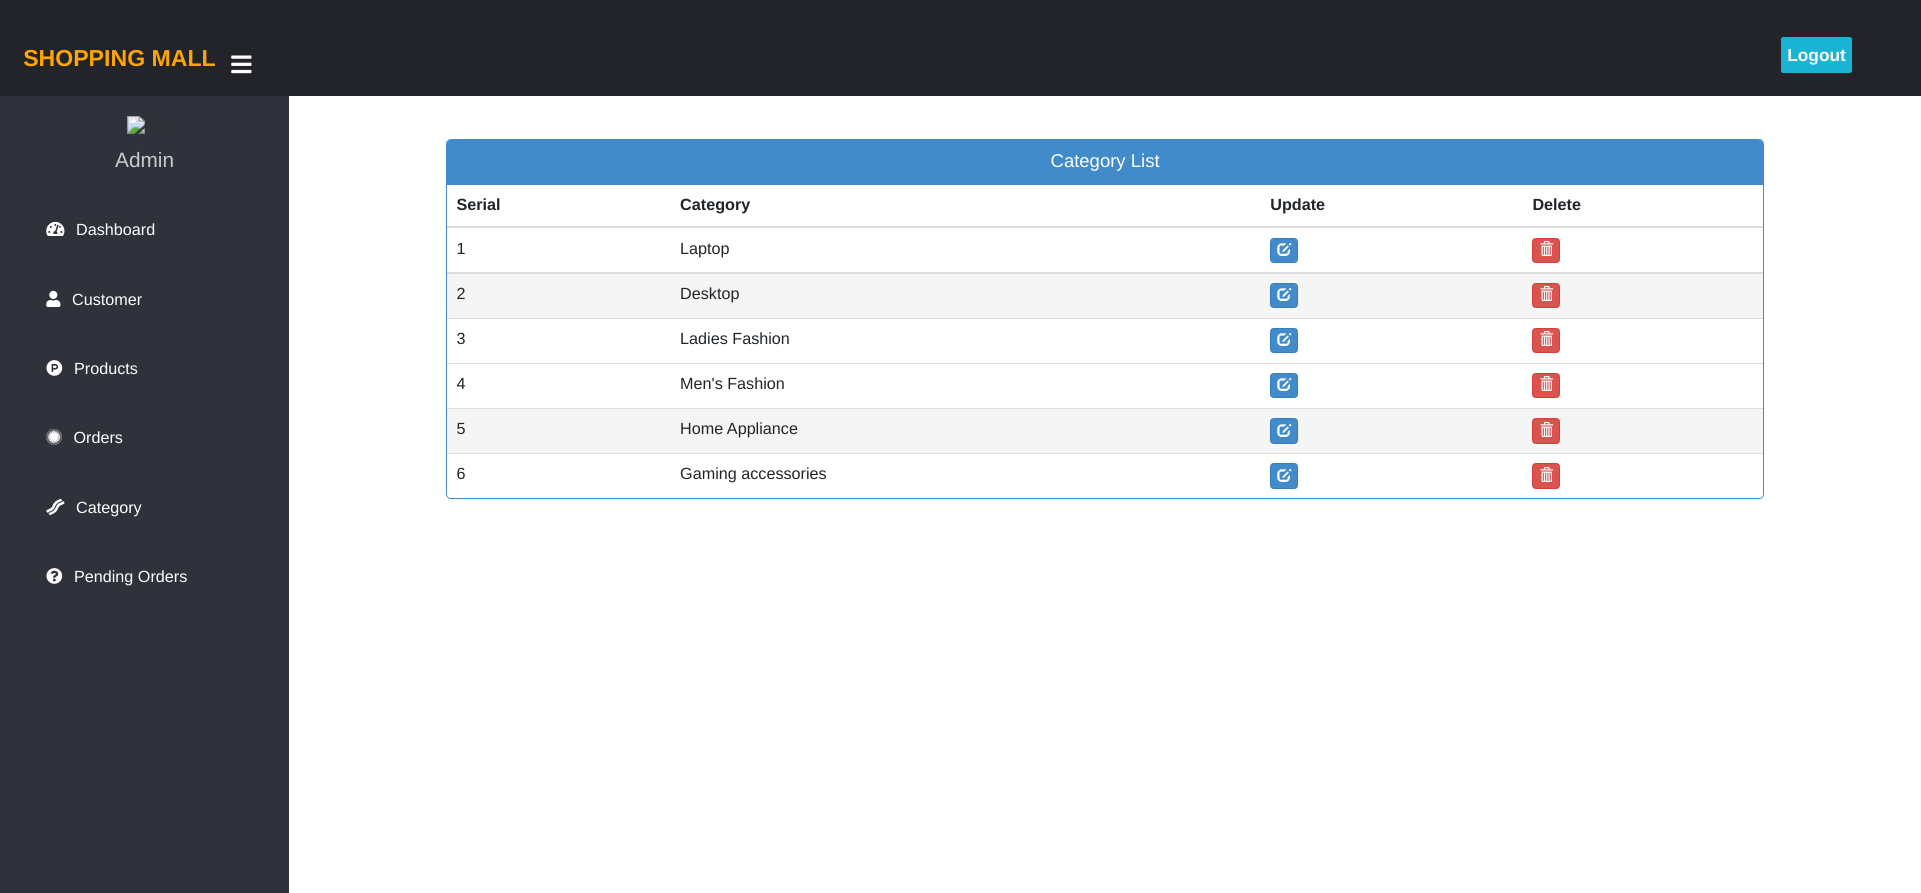 SHOPPING MALL
Logout
Admin
Dashboard
Customer
Products
Orders
Category
Pending Orders
Category List
Serial Category Update Delete
1 Laptop
2 Desktop
3 Ladies Fashion
4 Men's Fashion
5 Home Appliance
6 Gaming accessories